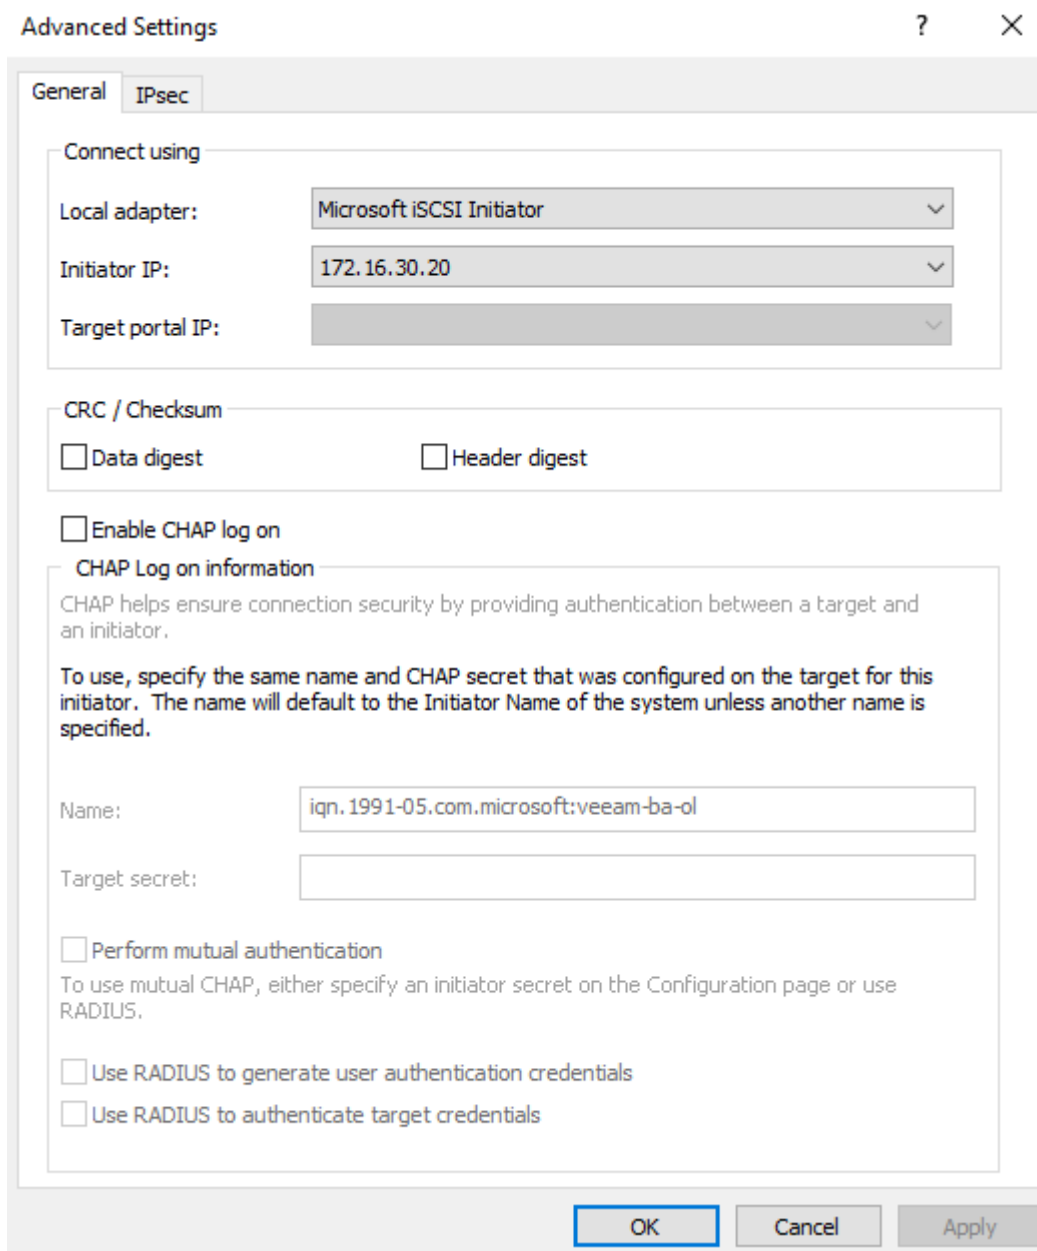 Advanced Settings
?
General
IPsec
Connect using
Local adapter:
Microsoft iSCSI Initiator
Initiator IP:
172.16.30.20
Target portal IP:
CRC / Checksum
Data digest
Header digest
Enable CHAP log on
CHAP Log on information
CHAP helps ensure connection security by providing authentication between a target and
an initiator.
To use, specify the same name and CHAP secret that was configured on the target for this
initiator.  The name will default to the Initiator Name of the system unless another name is
specified.
Name:
iqn.1991-05.com.microsoft:veeam-ba-ol
Target secret:
Perform mutual authentication
To use mutual CHAP, either specify an initiator secret on the Configuration page or use
RADIUS.
Use RADIUS to generate user authentication credentials
Use RADIUS to authenticate target credentials
OK
Cancel
Apply